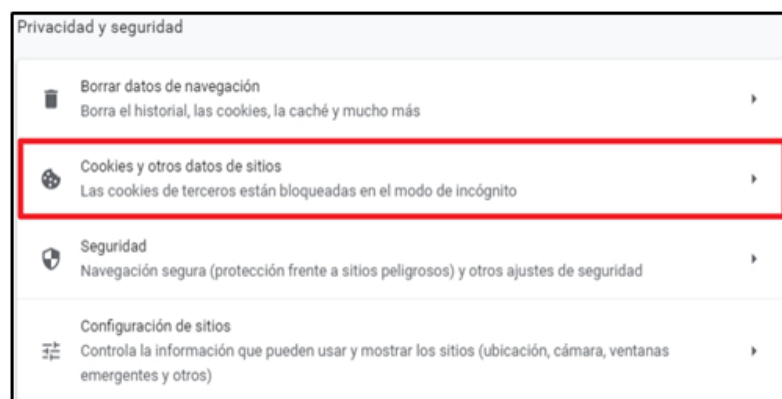 Privacidad y seguridad
Borrar datos de navegación
Borra el historial, las cookies, la caché y mucho más
Cookies y otros datos de sitios
Las cookies de terceros están bloqueadas en el modo de incógnito
Seguridad
Navegación segura (protección frente a sitios peligrosos) y otros ajustes de seguridad
Configuración de sitios
Controla la información que pueden usar y mostrar los sitios (ubicación, cámara, ventanas
emergentes y otros)